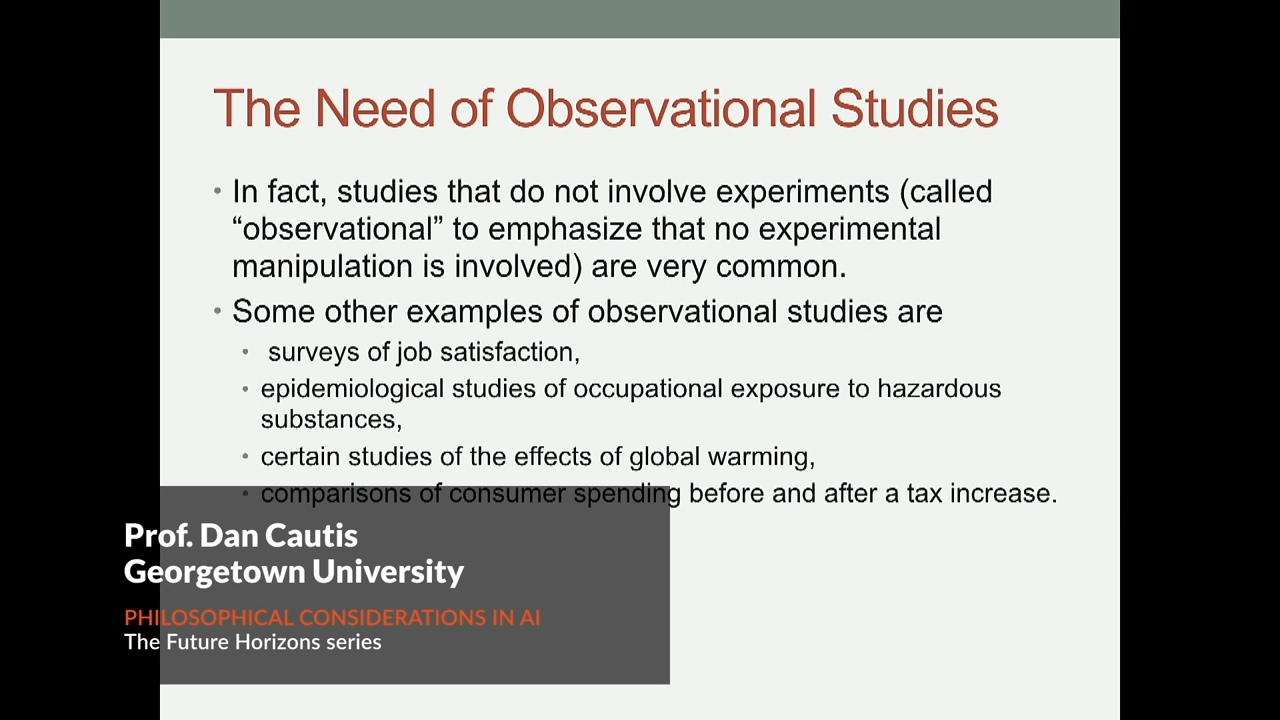 The Need of Observational Studies
• In fact, studies that do not involve experiments (called
“observational” to emphasize that no experimental
manipulation is involved) are very common.
• Some other examples of observational studies are
• surveys of job satisfaction,
• epidemiological studies of occupational exposure to hazardous
substances,
• certain studies of the effects of global warming,
• comparisons of consumer spending before and after a tax increase.
Prof. Dan Cautis
Georgetown University
PHILOSOPHICAL CONSIDERATIONS IN AI
The Future Horizons series